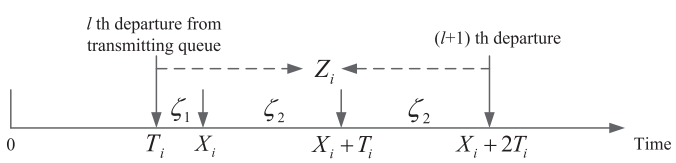 l th departure from
transmitting queue
(l+1) th departure
Z_i
ζ_1 ζ_2 ζ_2
0 T_i X_i X_i + T_i X_i + 2T_i Time